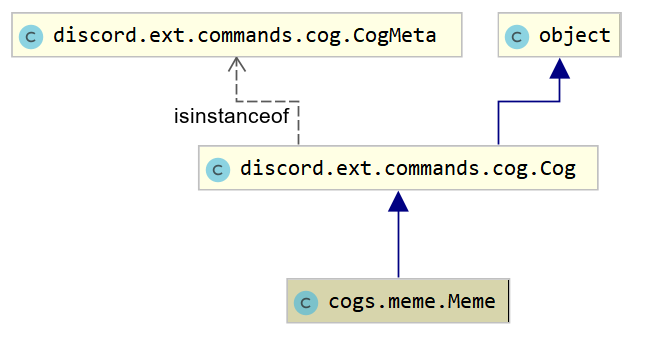 C discord.ext.commands.cog.CogMeta
C object
isinstanceof
C discord.ext.commands.cog.Cog
C cogs.meme.Meme